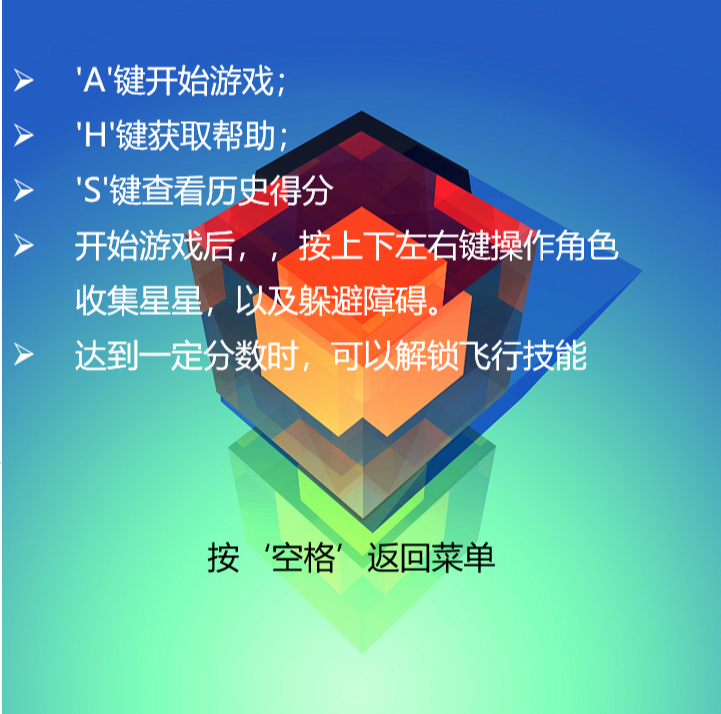 'A'键开始游戏；
'H'键获取帮助；
'S'键查看历史得分
开始游戏后，，按上下左右键操作角色
收集星星，以及躲避障碍。
达到一定分数时，可以解锁飞行技能
按 ‘空格’ 返回菜单